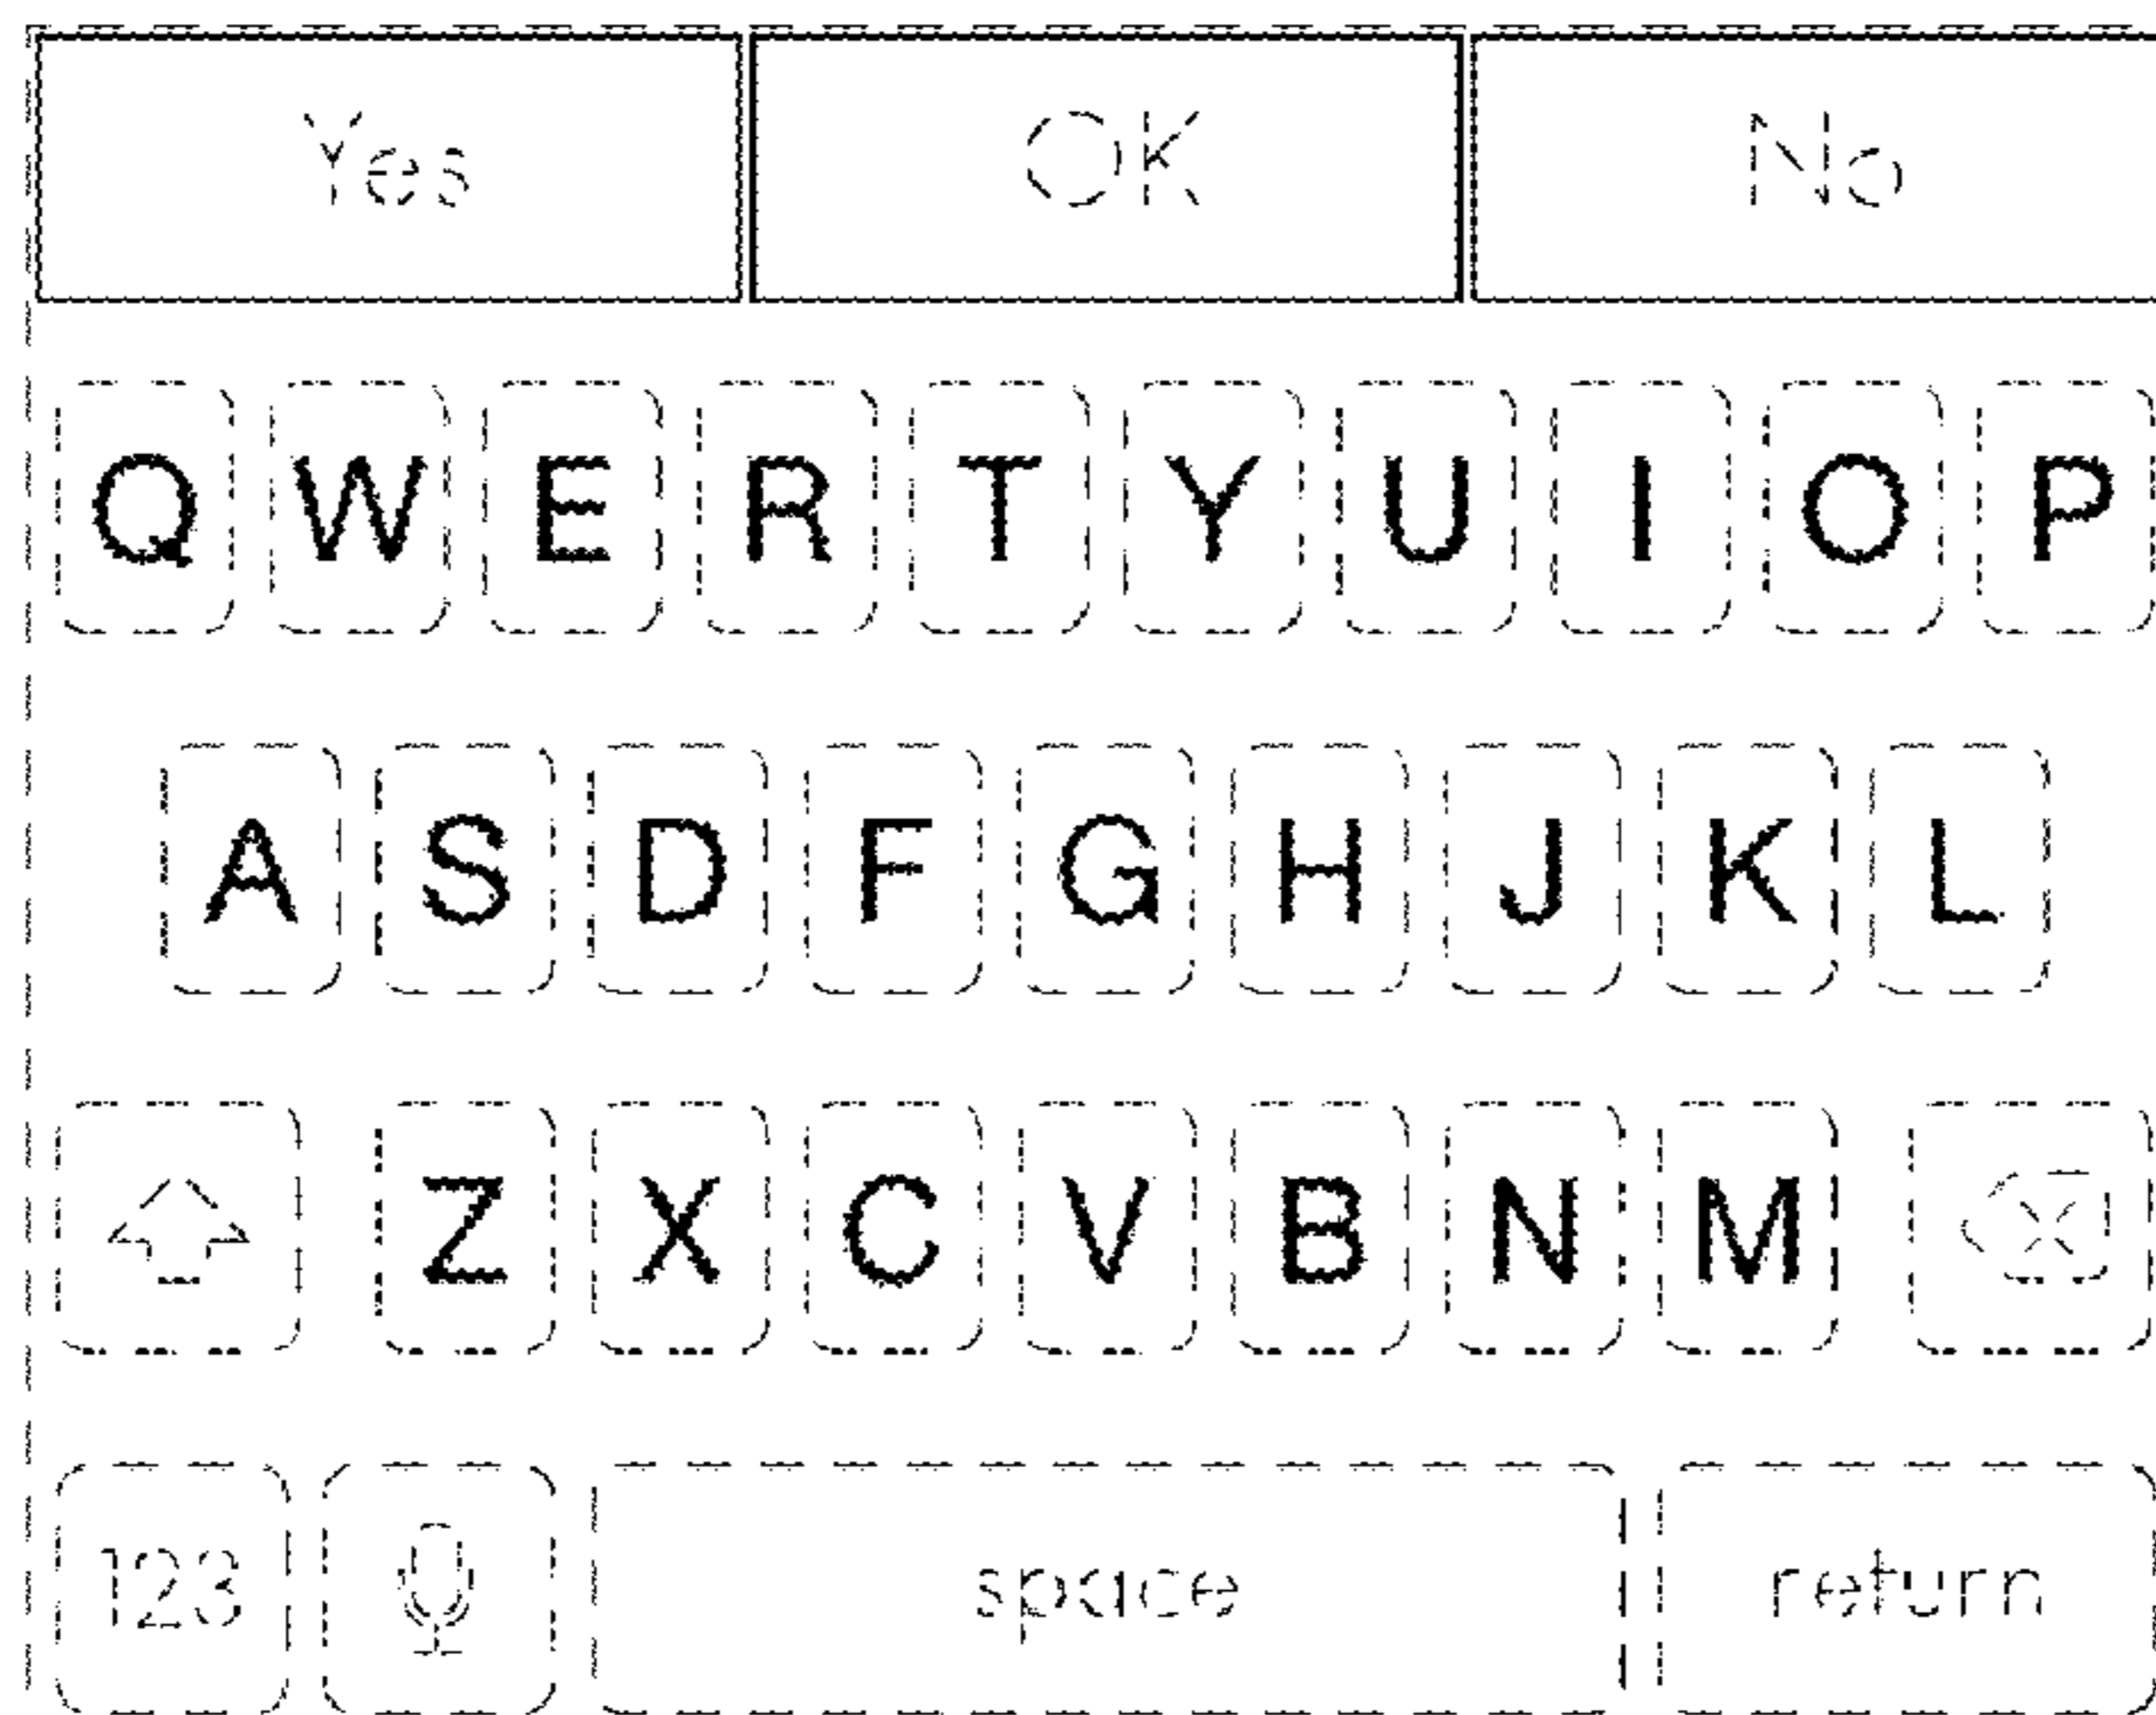 Yes OK No
Q W E R T Y U I O P
A S D F G H J K L
Z X C V B N M
123 space return